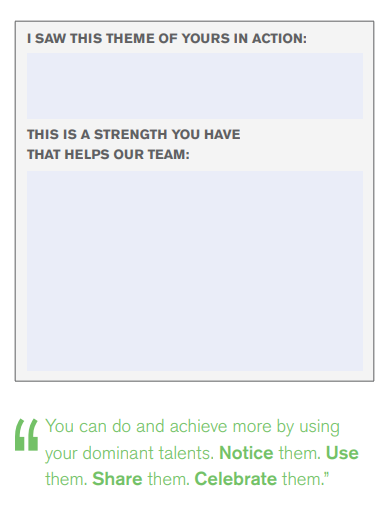 I SAW THIS THEME OF YOURS IN ACTION:
THIS IS A STRENGTH YOU HAVE
THAT HELPS OUR TEAM:
“You can do and achieve more by using
your dominant talents. Notice them. Use
them. Share them. Celebrate them.”